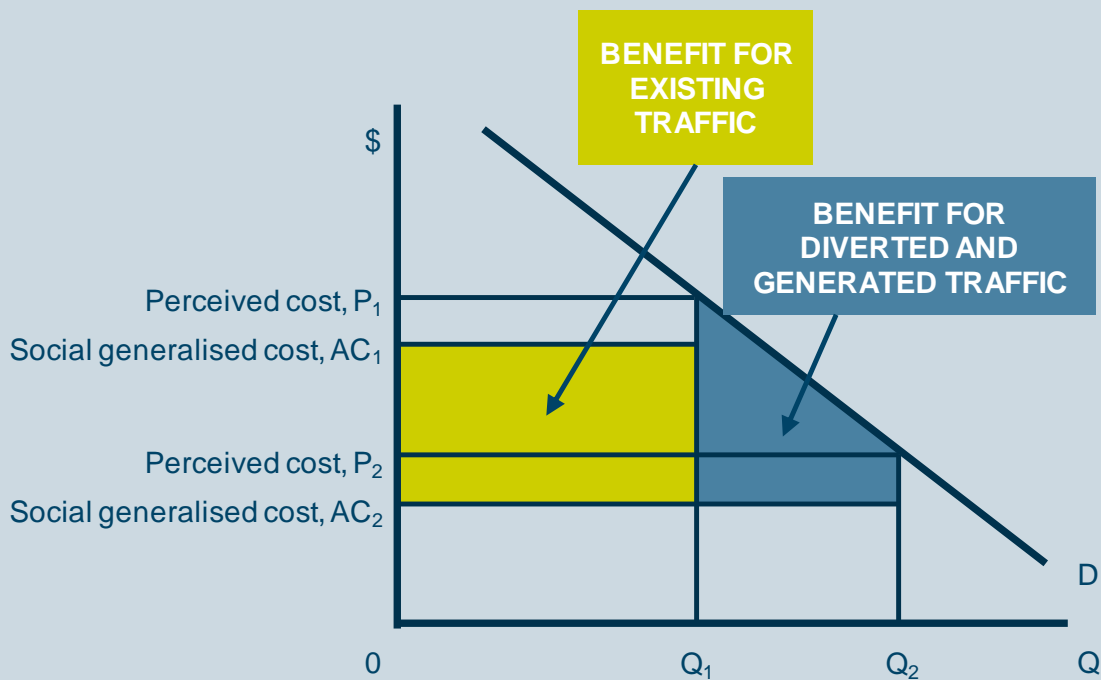 BENEFIT FOR
EXISTING
TRAFFIC
$
BENEFIT FOR
DIVERTED AND
GENERATED TRAFFIC
Perceived cost, P₁
Social generalised cost, AC₁
Perceived cost, P₂
Social generalised cost, AC₂
D
0 Q₁ Q₂ Q